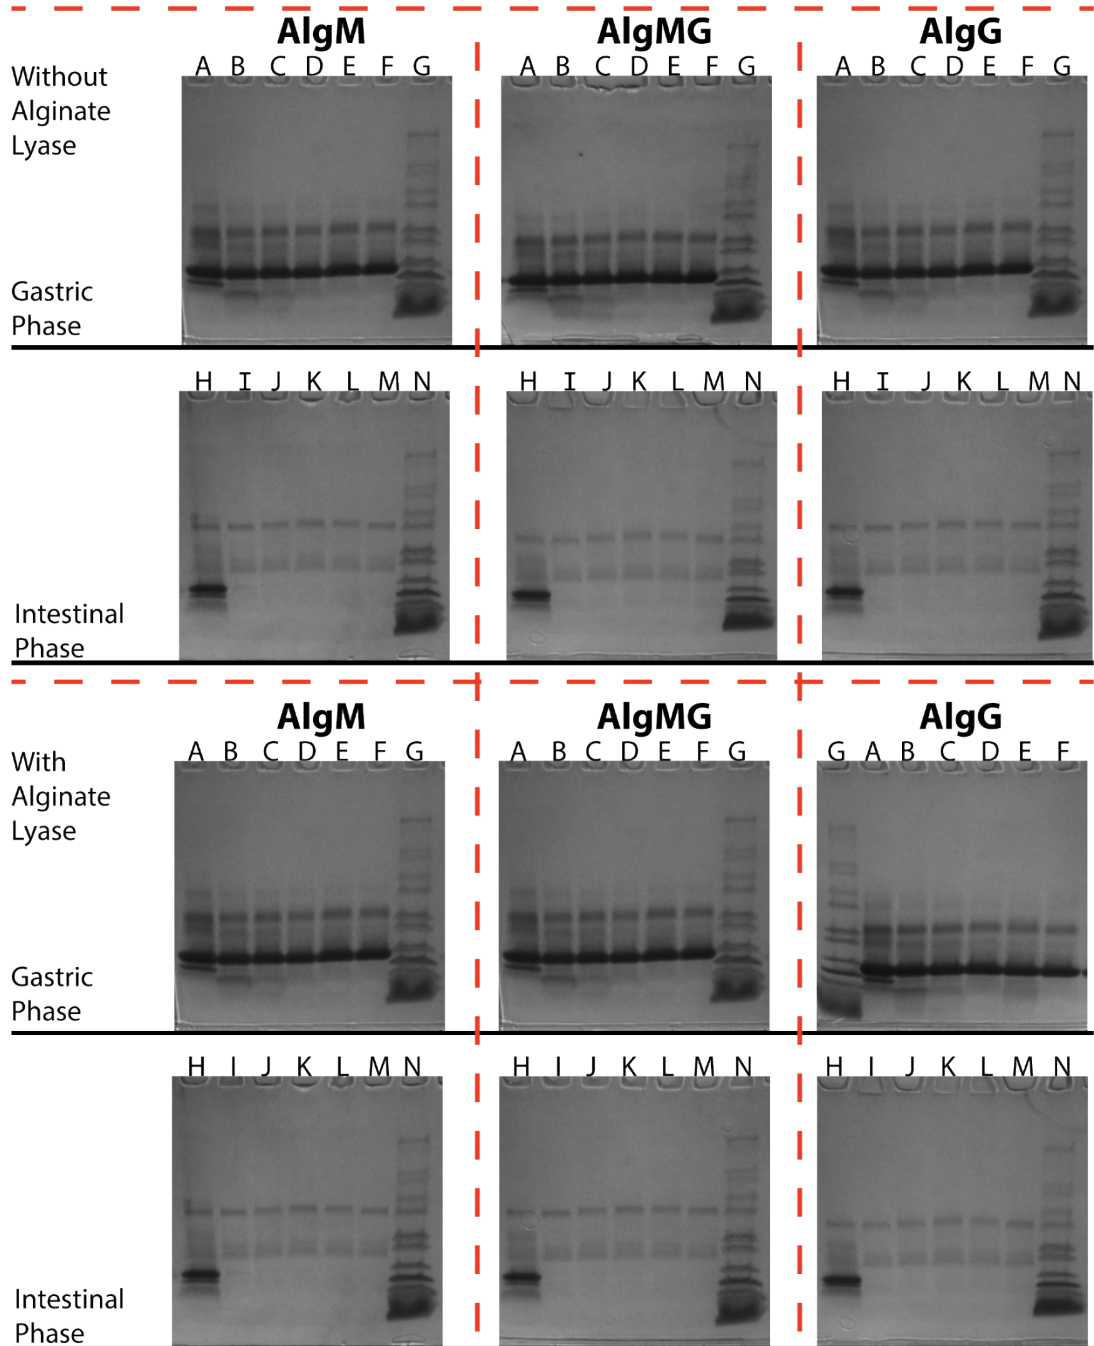 AlgM AlgMG AlgG
A B C D E F G A B C D E F G A B C D E F G
Without
Alginate
Lyase
Gastric
Phase
H I J K L M N H I J K L M N H I J K L M N
Intestinal
Phase
AlgM AlgMG AlgG
A B C D E F G A B C D E F G G A B C D E F
With
Alginate
Lyase
Gastric
Phase
H I J K L M N H I J K L M N H I J K L M N
Intestinal
Phase